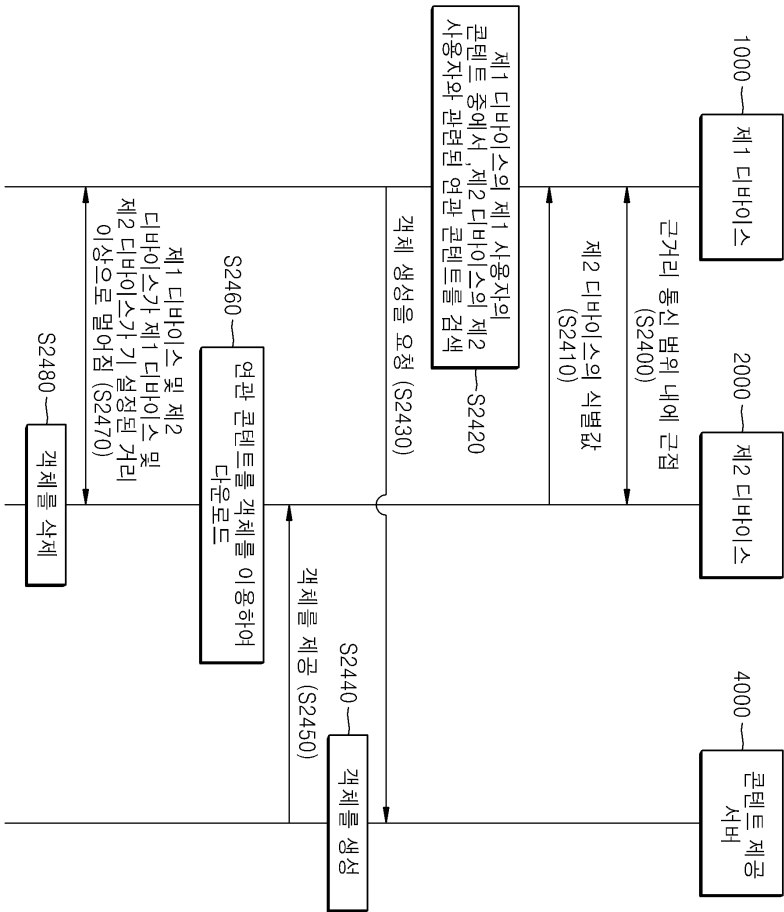 1000
제1 디바이스
2000
제2 디바이스
4000
콘텐트 제공
서버
근거리 통신 범위 내에 근접
(S2400)
제2 디바이스의 식별값
(S2410)
제1 디바이스의 제1 사용자의
콘텐트 중에서, 제2 디바이스의 제2
사용자와 관련된 연관 콘텐트를 검색
S2420
객체 생성을 요청 (S2430)
S2440
객체를 생성
객체를 제공 (S2450)
S2460
연관 콘텐트를 객체를 이용하여
다운로드
제1 디바이스 및 제2
디바이스가 제1 디바이스 및
제2 디바이스가 기 설정된 거리
이상으로 멀어짐 (S2470)
S2480
객체를 삭제